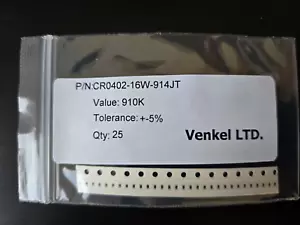 P/N:CR0402-16W-914JT
Value: 910K
Tolerance: +-5%
Qty: 25
Venkel LTD.